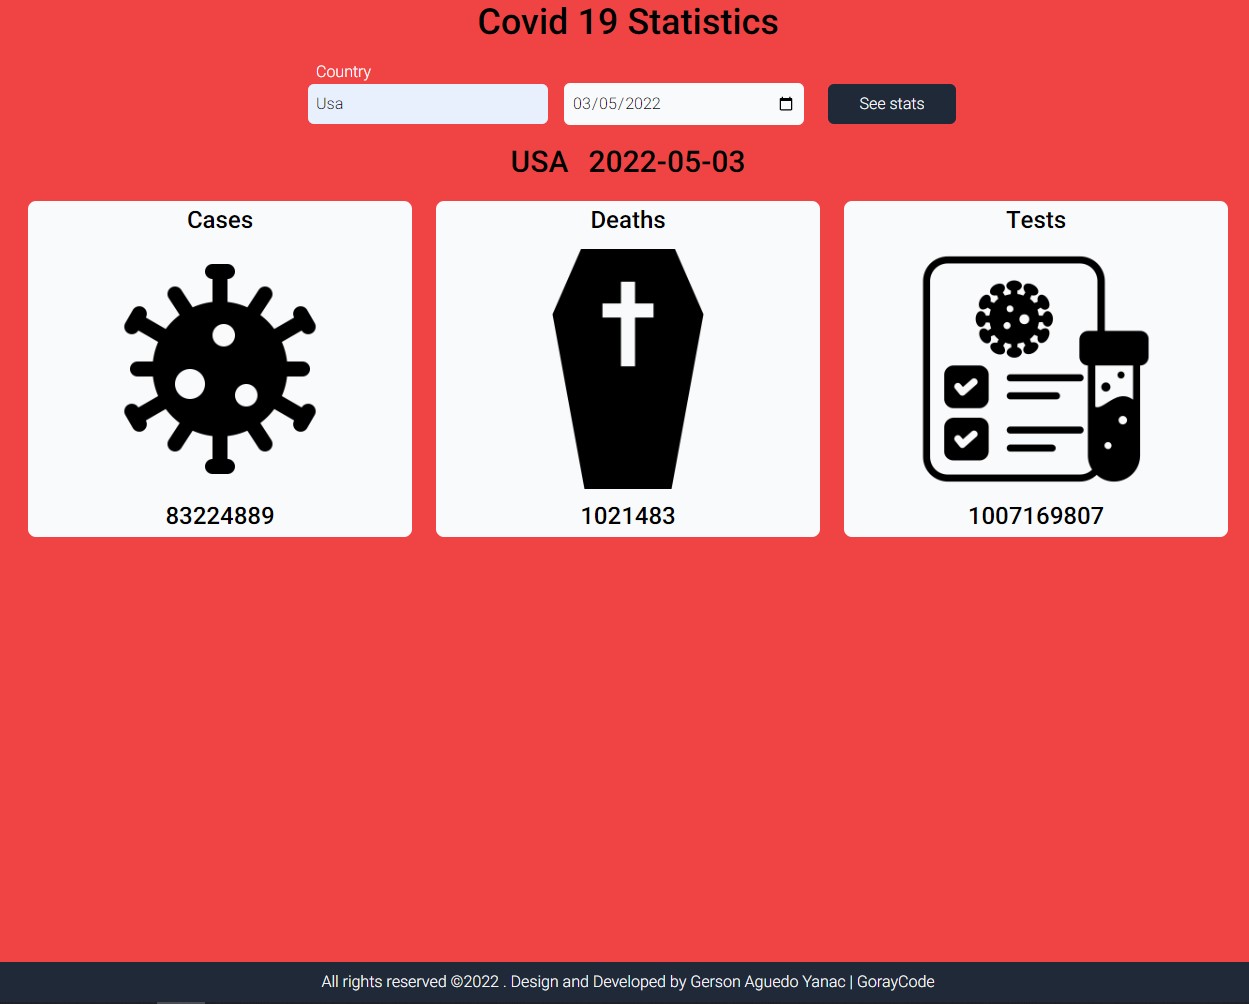 Covid 19 Statistics
Country
Usa
03/05/2022
See stats
USA 2022-05-03
Cases
Deaths
Tests
83224889
1021483
1007169807
All rights reserved ©2022 . Design and Developed by Gerson Aguedo Yanac | GorayCode